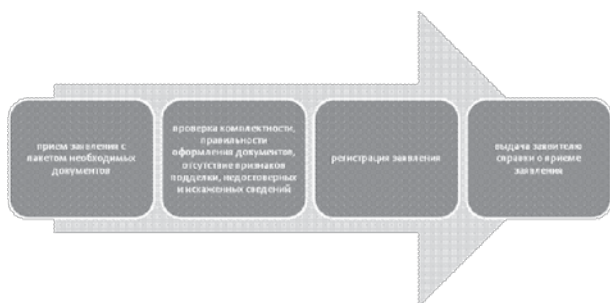 прием заявления с
пакетом необходимых
документов
проверка комплектности,
правильности
оформления документов,
отсутствие признаков
подделки, недостоверных
и искаженных сведений
регистрация заявления
выдача заявителю
справки о приеме
заявления